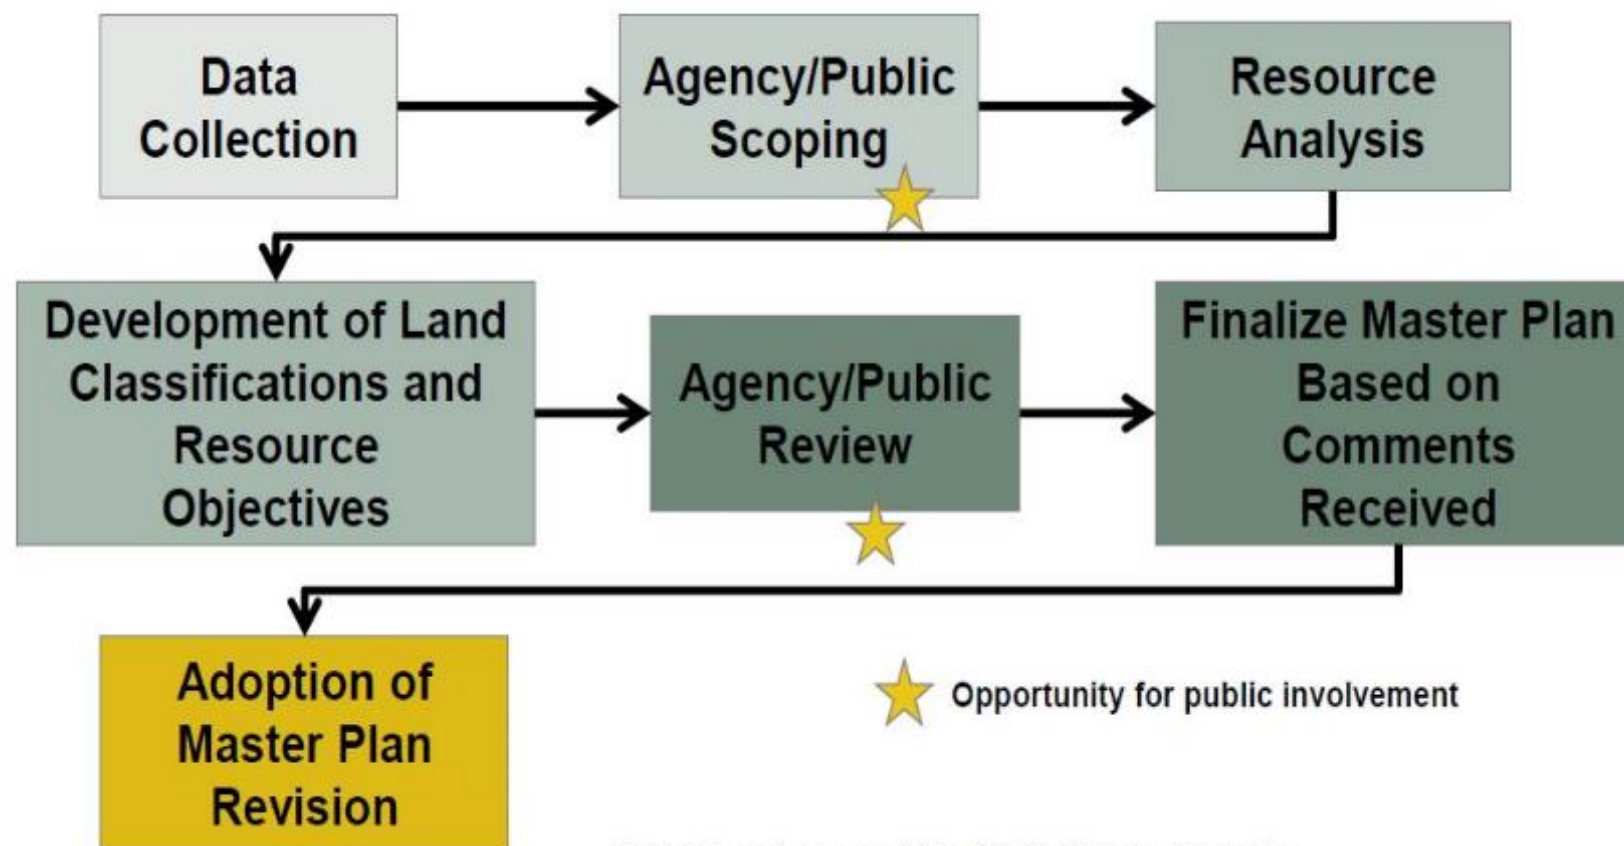 Data
Collection
Agency/Public
Scoping
Resource
Analysis
Development of Land
Classifications and
Resource
Objectives
Agency/Public
Review
Finalize Master Plan
Based on
Comments
Received
Adoption of
Master Plan
Revision
Opportunity for public involvement